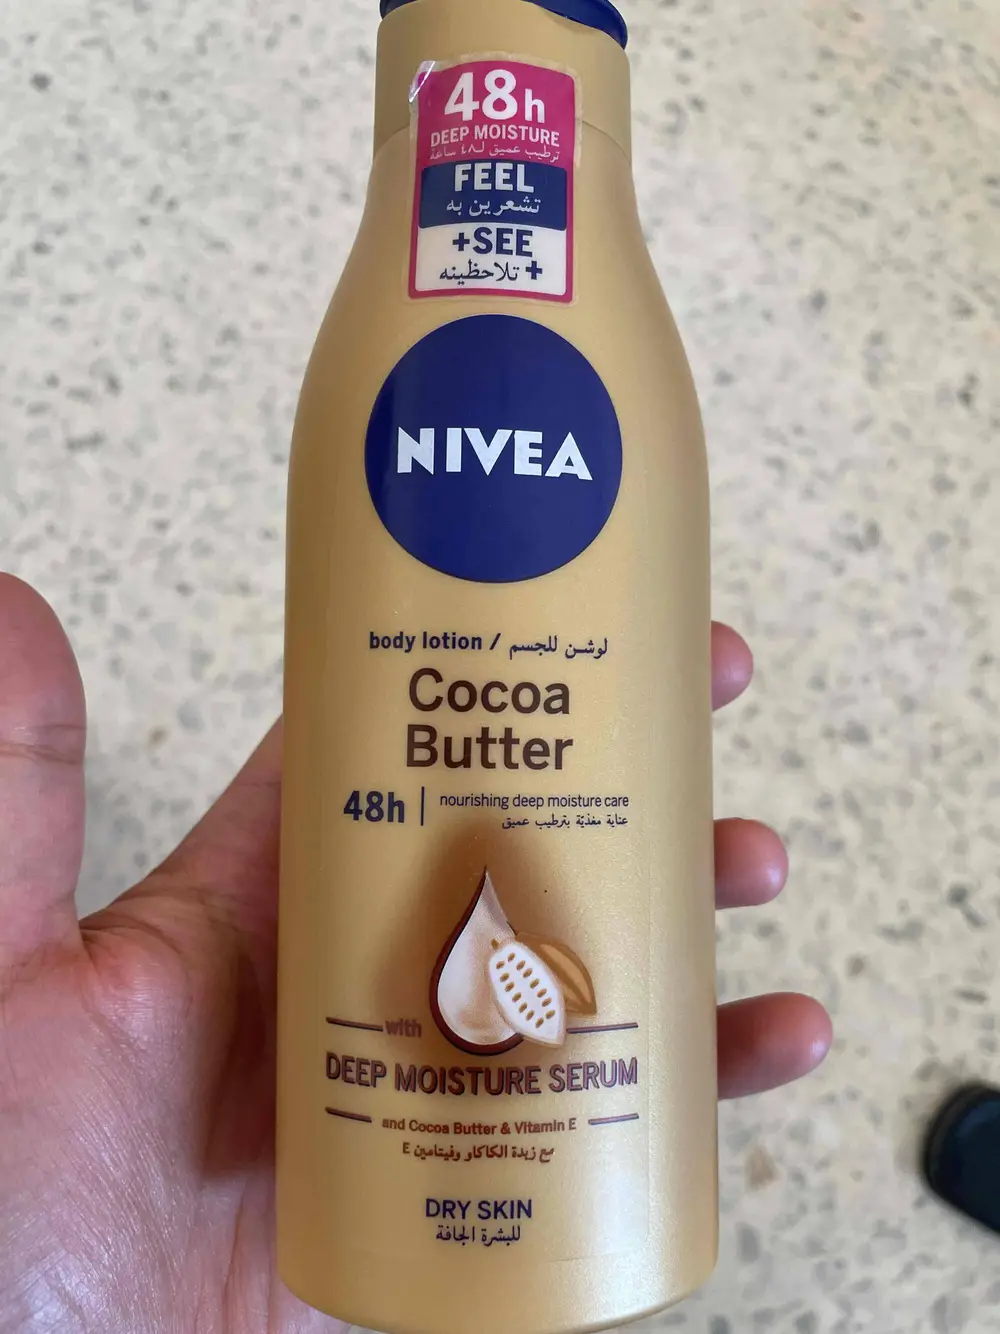 48h
DEEP MOISTURE
ترطيب عميق لـ٤٨ ساعة
FEEL
تشعرين به
+SEE
+ تلاحظينه
NIVEA
body lotion / لوشن للجسم
Cocoa
Butter
48h | nourishing deep moisture care
عناية مغذيّة بترطيب عميق
with
DEEP MOISTURE SERUM
and Cocoa Butter & Vitamin E
مع زبدة الكاكاو وفيتامين E
DRY SKIN
للبشرة الجافة